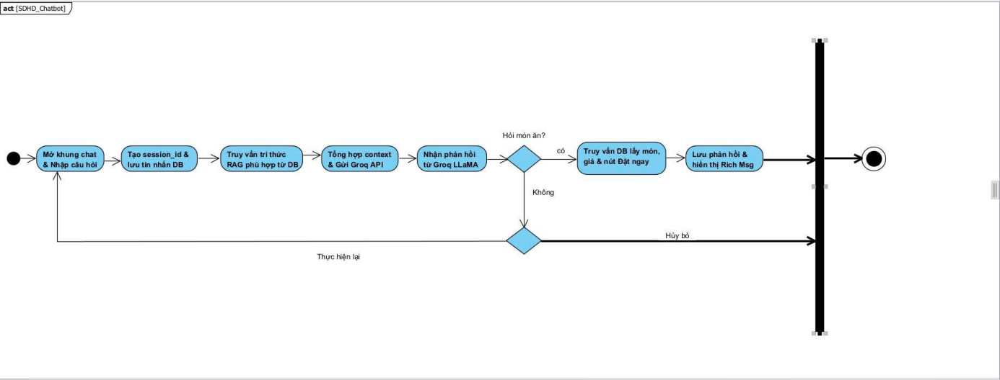 act [SDHD_Chatbot]
Hỏi món ăn?
Mở khung chat
& Nhập câu hỏi
Tạo session_id &
lưu tin nhắn DB
Truy vấn tri thức
RAG phù hợp từ DB
Tổng hợp context
& Gửi Groq API
Nhận phản hồi
từ Groq LLaMA
có
Truy vấn DB lấy món,
giá & nút Đặt ngay
Lưu phản hồi &
hiển thị Rich Msg
Không
Hủy bỏ
Thực hiện lại